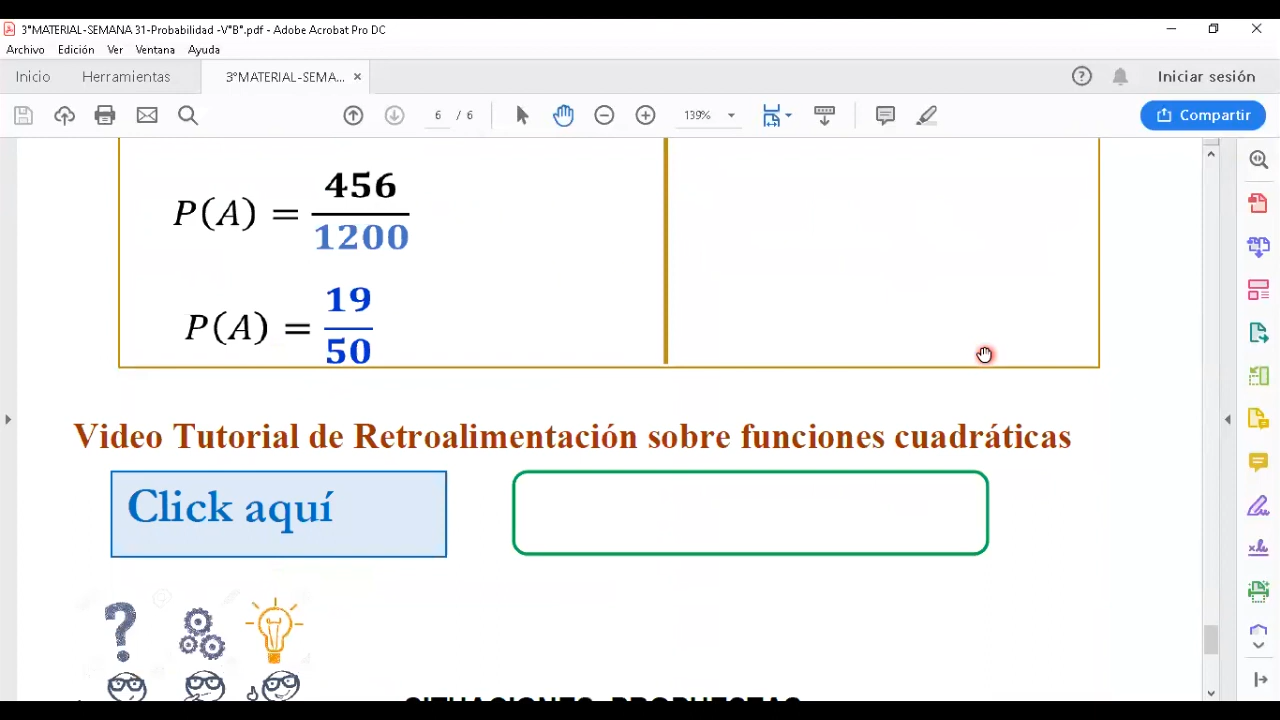 3°MATERIAL-SEMANA 31-Probabilidad -V°B°.pdf - Adobe Acrobat Pro DC
Archivo Edición Ver Ventana Ayuda
Inicio Herramientas 3°MATERIAL-SEMA... Iniciar sesión
6 / 6 139% Compartir
P(A) = 456/1200
P(A) = 19/50
Video Tutorial de Retroalimentación sobre funciones cuadráticas
Click aquí
SITUACIONES PROPUESTAS